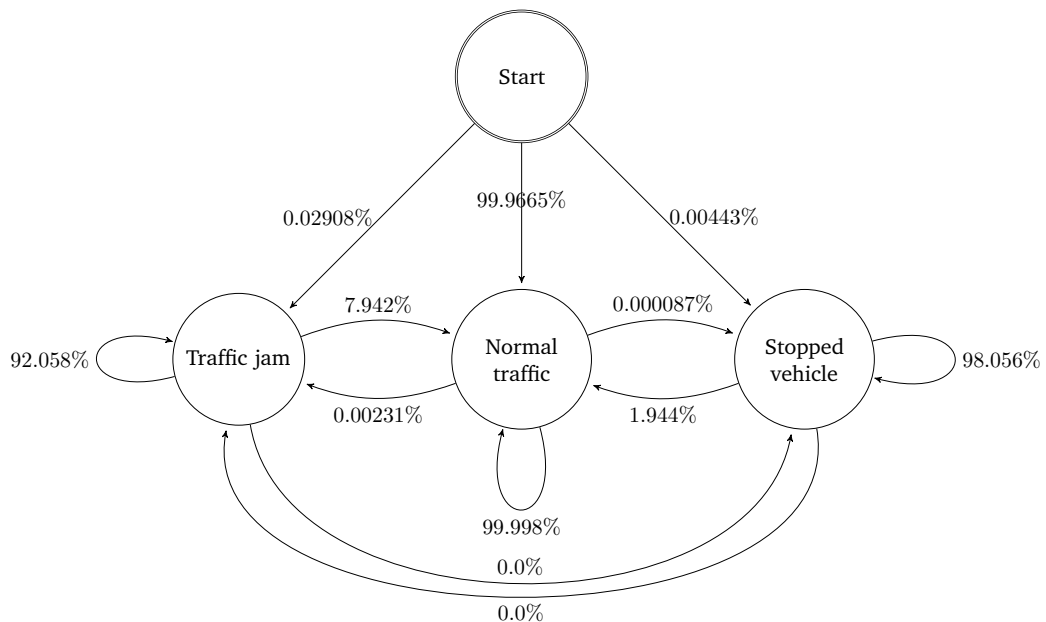 Start
99.9665%
0.02908%
0.00443%
7.942%
0.000087%
Traffic jam
Normal
traffic
Stopped
vehicle
92.058%
98.056%
0.00231%
1.944%
99.998%
0.0%
0.0%